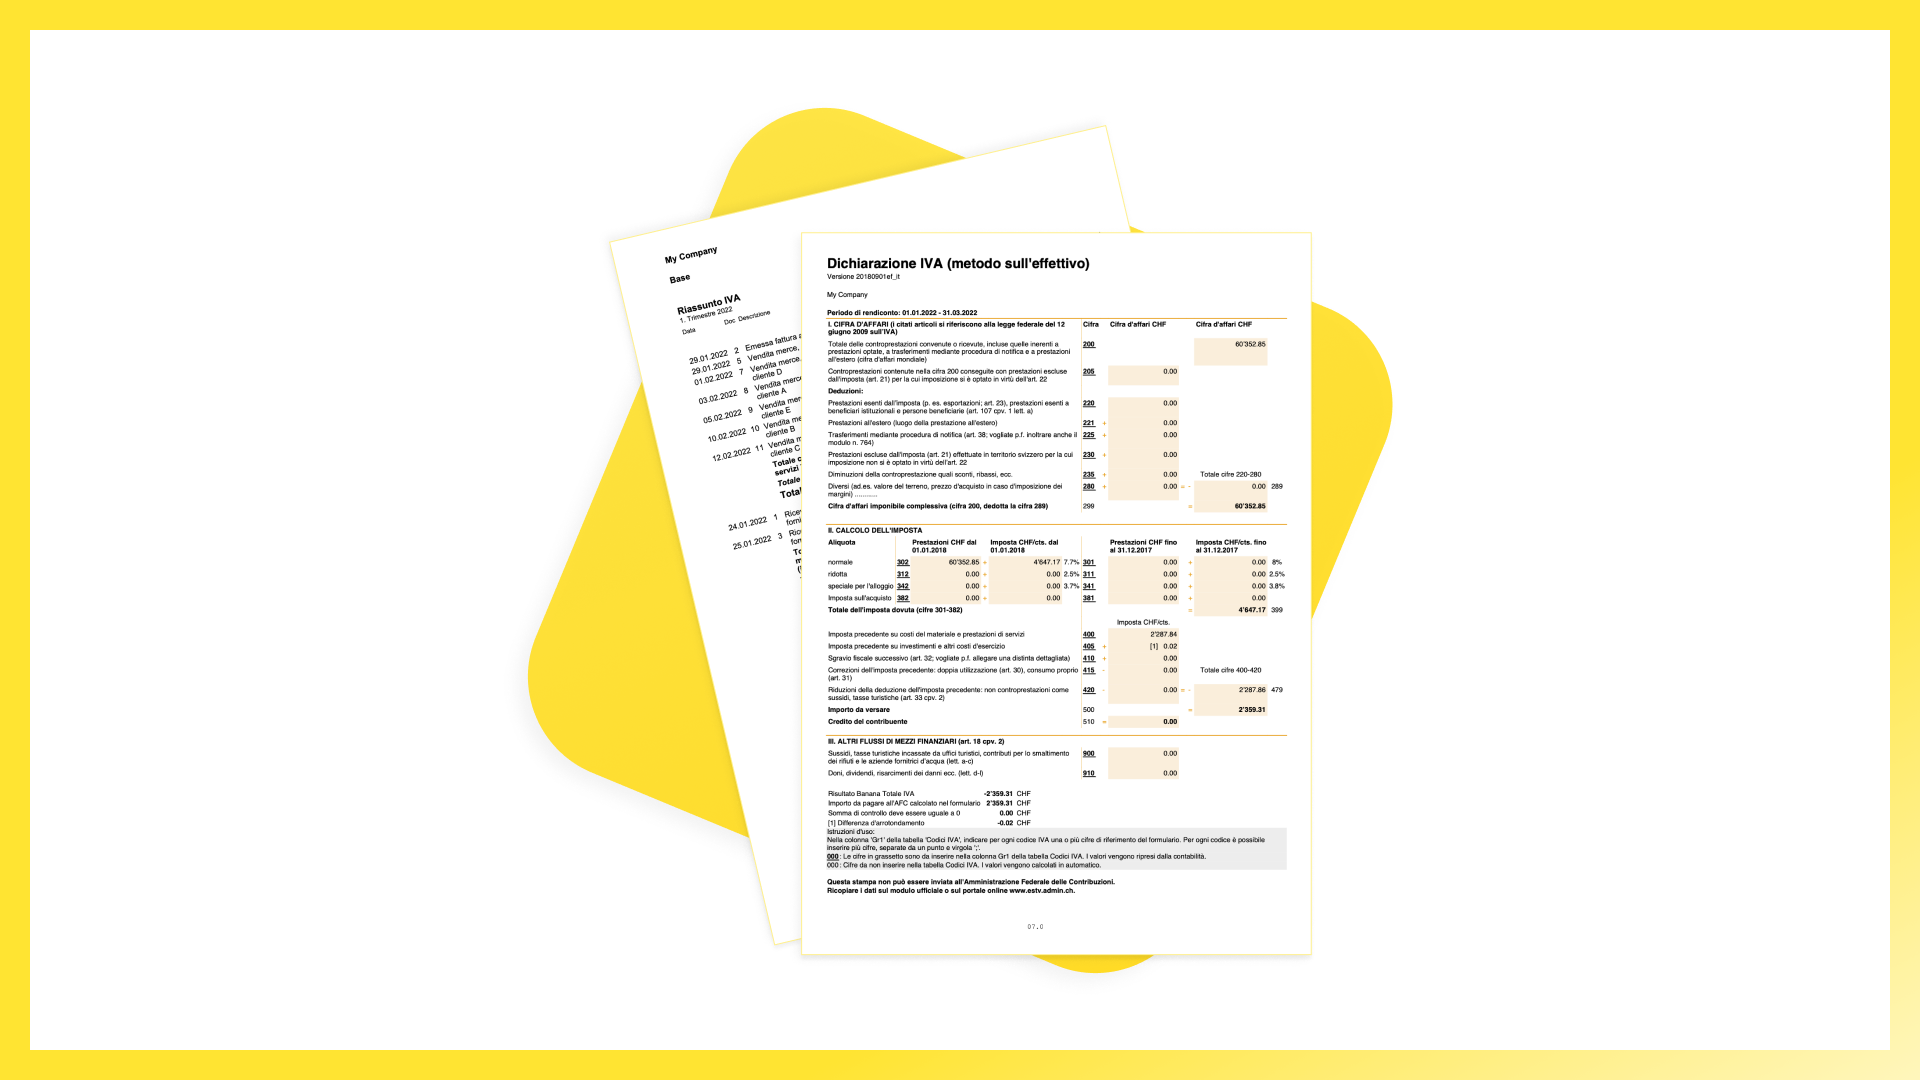 My Company
Base
Riassunto IVA
1. Trimestre 2022
Data Doc Descrizione
29.01.2022 2 Emessa fattura
29.01.2022 5 Vendita merce,
01.02.2022 7 Vendita merce,
cliente D
03.02.2022 8 Vendita
cliente A
05.02.2022 9 Vendita
cliente E
10.02.2022 10 Vendita
cliente B
12.02.2022 11 Vendita
cliente C
Totale
servizi
Totale
24.01.2022 1
25.01.2022 3
Dichiarazione IVA (metodo sull'effettivo)
Versione 20180901ef_it
My Company
Periodo di rendiconto: 01.01.2022 - 31.03.2022
I. CIFRA D'AFFARI (i citati articoli si riferiscono alla legge federale del 12 Cifra Cifra d'affari CHF Cifra d'affari CHF
giugno 2009 sull'IVA)
Totale delle controprestazioni convenute o ricevute, incluse quelle inerenti a 200 60'352.85
prestazioni optate, a trasferimenti mediante procedura di notifica e a prestazioni
all'estero (cifra d'affari mondiale)
Controprestazioni contenute nella cifra 200 conseguite con prestazioni escluse 205 0.00
dall'imposta (art. 21) per la cui imposizione si è optato in virtù dell'art. 22
Deduzioni:
Prestazioni esenti dall'imposta (p. es. esportazioni; art. 23), prestazioni esenti a 220 0.00
beneficiari istituzionali e persone beneficiarie (art. 107 cpv. 1 lett. a)
Prestazioni all'estero (luogo della prestazione all'estero) 221 + 0.00
Trasferimenti mediante procedura di notifica (art. 38; vogliate p.f. inoltrare anche il 225 + 0.00
modulo n. 764)
Prestazioni escluse dall'imposta (art. 21) effettuate in territorio svizzero per la cui 230 + 0.00
imposizione non si è optato in virtù dell'art. 22
Diminuzioni della controprestazione quali sconti, ribassi, ecc. 235 + 0.00 Totale cifre 220-280
Diversi (ad.es. valore del terreno, prezzo d'acquisto in caso d'imposizione dei 280 + 0.00 = - 0.00 289
margini) ............
Cifra d'affari imponibile complessiva (cifra 200, dedotta la cifra 289) 299 = 60'352.85
II. CALCOLO DELL'IMPOSTA
Aliquota Prestazioni CHF dal Imposta CHF/cts. dal Prestazioni CHF fino Imposta CHF/cts. fino
01.01.2018 01.01.2018 al 31.12.2017 al 31.12.2017
normale 302 60'352.85 + 4'647.17 7.7% 301 0.00 + 0.00 8%
ridotta 312 0.00 + 0.00 2.5% 311 0.00 + 0.00 2.5%
speciale per l'alloggio 342 0.00 + 0.00 3.7% 341 0.00 + 0.00 3.8%
Imposta sull'acquisto 382 0.00 + 0.00 381 0.00 + 0.00
Totale dell'imposta dovuta (cifre 301-382) = 4'647.17 399
Imposta CHF/cts.
Imposta precedente su costi del materiale e prestazioni di servizi 400 2'287.84
Imposta precedente su investimenti e altri costi d'esercizio 405 + [1] 0.02
Sgravio fiscale successivo (art. 32; vogliate p.f. allegare una distinta dettagliata) 410 + 0.00
Correzioni dell'imposta precedente: doppia utilizzazione (art. 30), consumo proprio 415 - 0.00 Totale cifre 400-420
(art. 31)
Riduzioni della deduzione dell'imposta precedente: non controprestazioni come 420 - 0.00 = - 2'287.86 479
sussidi, tasse turistiche (art. 33 cpv. 2)
Importo da versare 500 = 2'359.31
Credito del contribuente 510 = 0.00
III. ALTRI FLUSSI DI MEZZI FINANZIARI (art. 18 cpv. 2)
Sussidi, tasse turistiche incassate da uffici turistici, contributi per lo smaltimento 900 0.00
dei rifiuti e le aziende fornitrici d'acqua (lett. a-c)
Doni, dividendi, risarcimenti dei danni ecc. (lett. d-l) 910 0.00
Risultato Banana Totale IVA -2'359.31 CHF
Importo da pagare all'AFC calcolato nel formulario 2'359.31 CHF
Somma di controllo deve essere uguale a 0 0.00 CHF
[1] Differenza d'arrotondamento -0.02 CHF
Istruzioni d'uso:
Nella colonna 'Gr1' della tabella 'Codici IVA', indicare per ogni codice IVA una o più cifre di riferimento del formulario. Per ogni codice è possibile
inserire più cifre, separate da un punto e virgola ';'.
000 : Le cifre in grassetto sono da inserire nella colonna Gr1 della tabella Codici IVA. I valori vengono ripresi dalla contabilità.
000 : Cifre da non inserire nella tabella Codici IVA. I valori vengono calcolati in automatico.
Questa stampa non può essere inviata all'Amministrazione Federale delle Contribuzioni.
Ricopiare i dati sul modulo ufficiale o sul portale online www.estv.admin.ch.